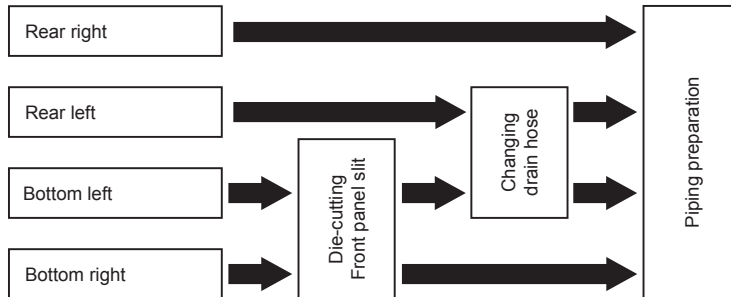 Rear right
Rear left
Bottom left
Bottom right
Die-cutting
Front panel slit
Changing
drain hose
Piping preparation